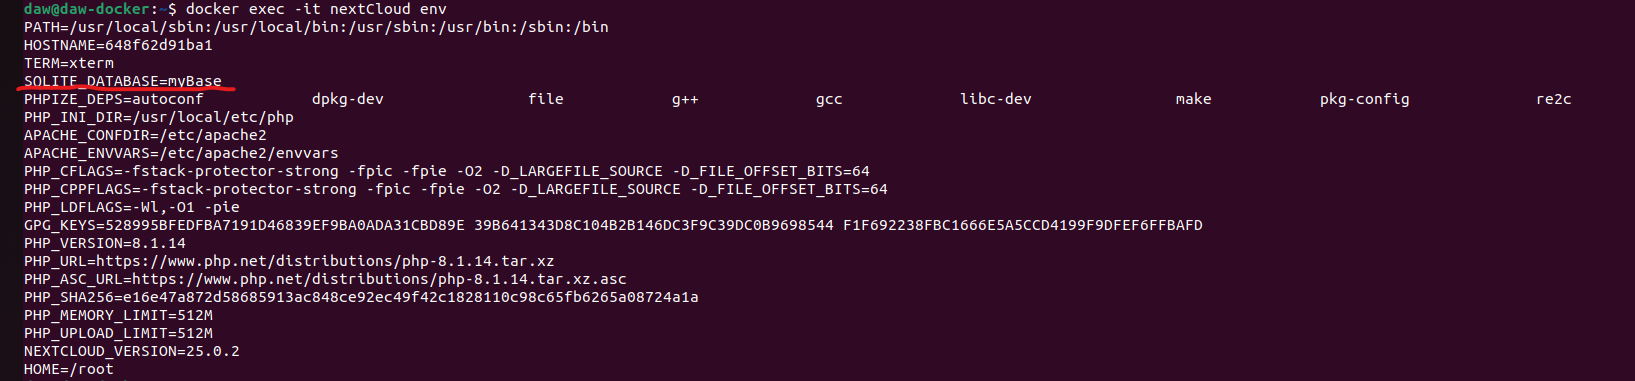 daw@daw-docker:~$ docker exec -it nextCloud env
PATH=/usr/local/sbin:/usr/local/bin:/usr/sbin:/usr/bin:/sbin:/bin
HOSTNAME=648f62d91ba1
TERM=xterm
SQLITE_DATABASE=myBase
PHPIZE_DEPS=autoconf dpkg-dev file g++ gcc libc-dev make pkg-config re2c
PHP_INI_DIR=/usr/local/etc/php
APACHE_CONFDIR=/etc/apache2
APACHE_ENVVARS=/etc/apache2/envvars
PHP_CFLAGS=-fstack-protector-strong -fpic -fpie -O2 -D_LARGEFILE_SOURCE -D_FILE_OFFSET_BITS=64
PHP_CPPFLAGS=-fstack-protector-strong -fpic -fpie -O2 -D_LARGEFILE_SOURCE -D_FILE_OFFSET_BITS=64
PHP_LDFLAGS=-Wl,-O1 -pie
GPG_KEYS=528995BFEDFBA7191D46839EF9BA0ADA31CBD89E 39B641343D8C104B2B146DC3F9C39DC0B9698544 F1F692238FBC1666E5A5CCD4199F9DFEF6FFBAFD
PHP_VERSION=8.1.14
PHP_URL=https://www.php.net/distributions/php-8.1.14.tar.xz
PHP_ASC_URL=https://www.php.net/distributions/php-8.1.14.tar.xz.asc
PHP_SHA256=e16e47a872d58685913ac848ce92ec49f42c1828110c98c65fb6265a08724a1a
PHP_MEMORY_LIMIT=512M
PHP_UPLOAD_LIMIT=512M
NEXTCLOUD_VERSION=25.0.2
HOME=/root